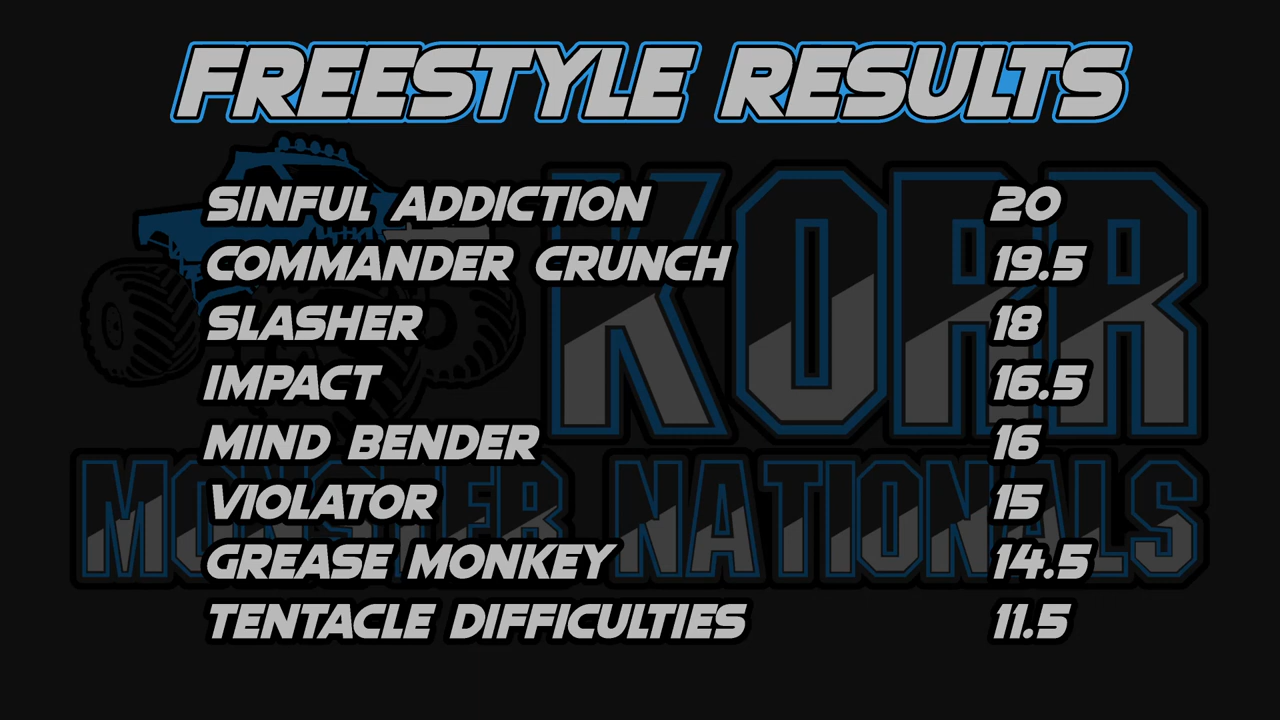 FREESTYLE RESULTS
KORR
MONSTER NATIONALS
SINFUL ADDICTION 20
COMMANDER CRUNCH 19.5
SLASHER 18
IMPACT 16.5
MIND BENDER 16
VIOLATOR 15
GREASE MONKEY 14.5
TENTACLE DIFFICULTIES 11.5